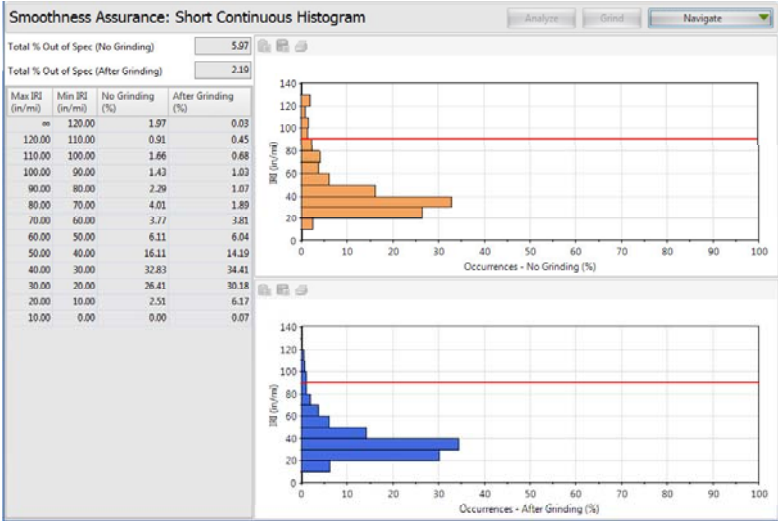 Smoothness Assurance: Short Continuous Histogram
Analyze Grind Navigate
Total % Out of Spec (No Grinding) 5.97
Total % Out of Spec (After Grinding) 2.19
Max IRI (in/mi) Min IRI (in/mi) No Grinding (%) After Grinding (%)
∞ 120.00 1.97 0.03
120.00 110.00 0.91 0.45
110.00 100.00 1.66 0.68
100.00 90.00 1.43 1.03
90.00 80.00 2.29 1.07
80.00 70.00 4.01 1.89
70.00 60.00 3.77 3.81
60.00 50.00 6.11 6.04
50.00 40.00 16.11 14.19
40.00 30.00 32.83 34.41
30.00 20.00 26.41 30.18
20.00 10.00 2.51 6.17
10.00 0.00 0.00 0.07
IRI (in/mi)
140
120
100
80
60
40
20
0
0 10 20 30 40 50 60 70 80 90 100
Occurrences - No Grinding (%)
IRI (in/mi)
140
120
100
80
60
40
20
0
0 10 20 30 40 50 60 70 80 90 100
Occurrences - After Grinding (%)